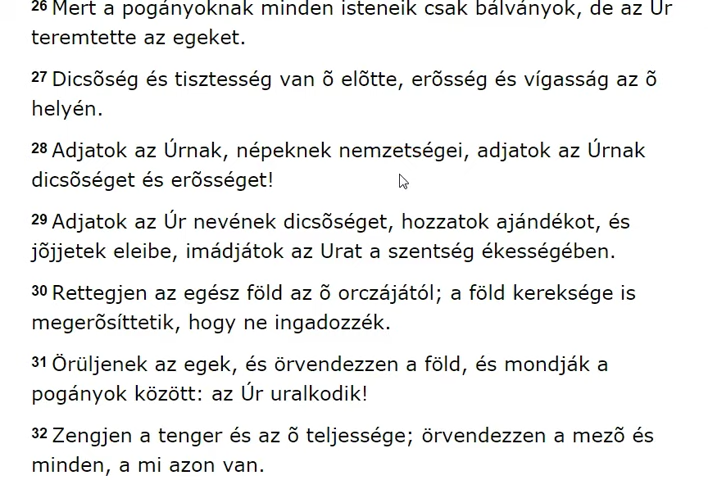 26 Mert a pogányoknak minden isteneik csak bálványok, de az Úr
teremtette az egeket.
27 Dicsõség és tisztesség van õ elõtte, erõsség és vígasság az õ
helyén.
28 Adjatok az Úrnak, népeknek nemzetségei, adjatok az Úrnak
dicsõséget és erõsséget!
29 Adjatok az Úr nevének dicsõséget, hozzatok ajándékot, és
jõjjetek eleibe, imádjátok az Urat a szentség ékességében.
30 Rettegjen az egész föld az õ orczájától; a föld kereksége is
megerõsíttetik, hogy ne ingadozzék.
31 Örüljenek az egek, és örvendezzen a föld, és mondják a
pogányok között: az Úr uralkodik!
32 Zengjen a tenger és az õ teljessége; örvendezzen a mezõ és
minden, a mi azon van.